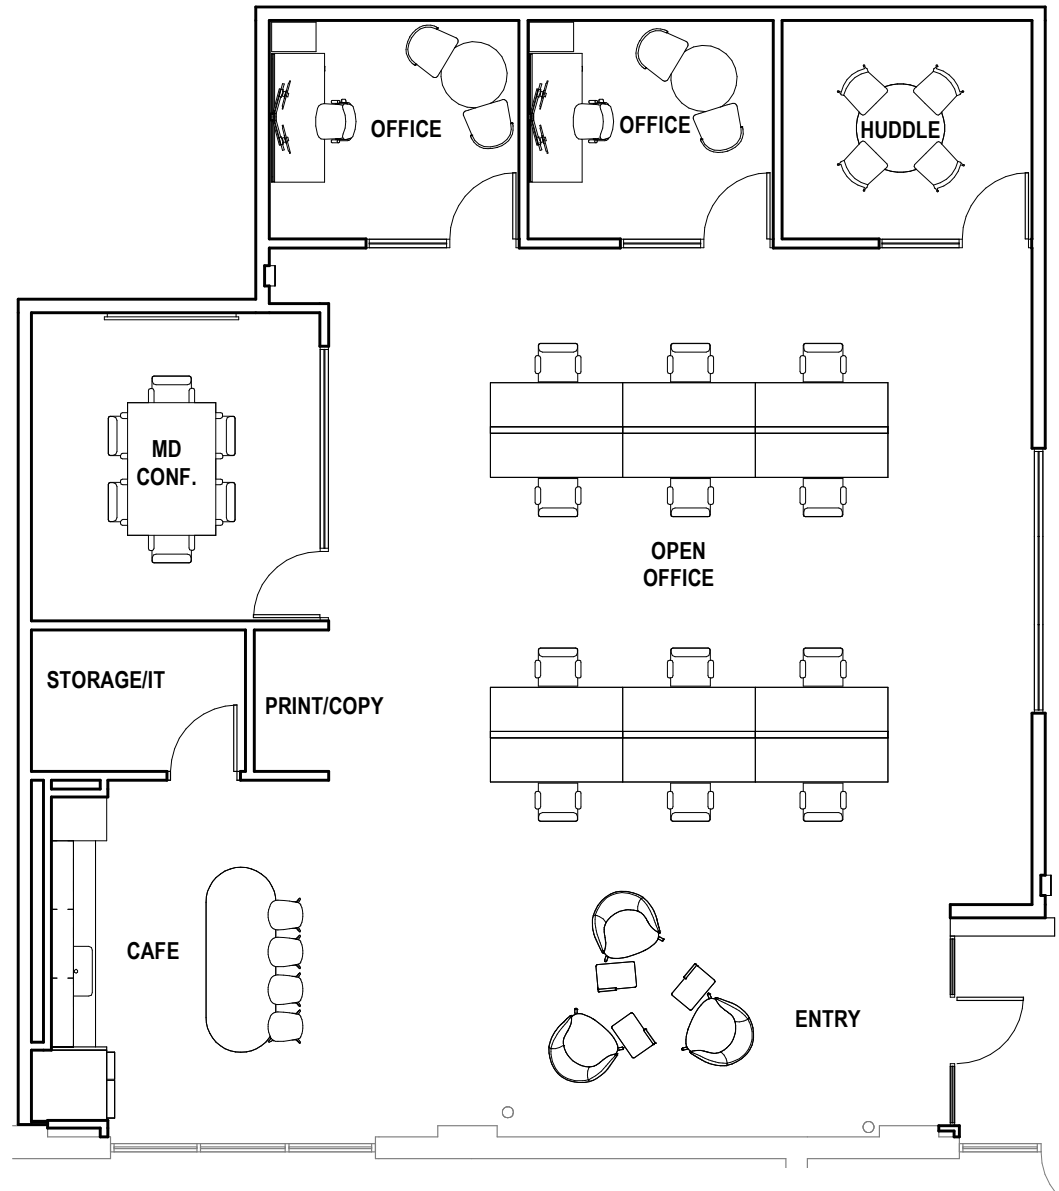 OFFICE
OFFICE
HUDDLE
MD
CONF.
OPEN
OFFICE
STORAGE/IT
PRINT/COPY
CAFE
ENTRY